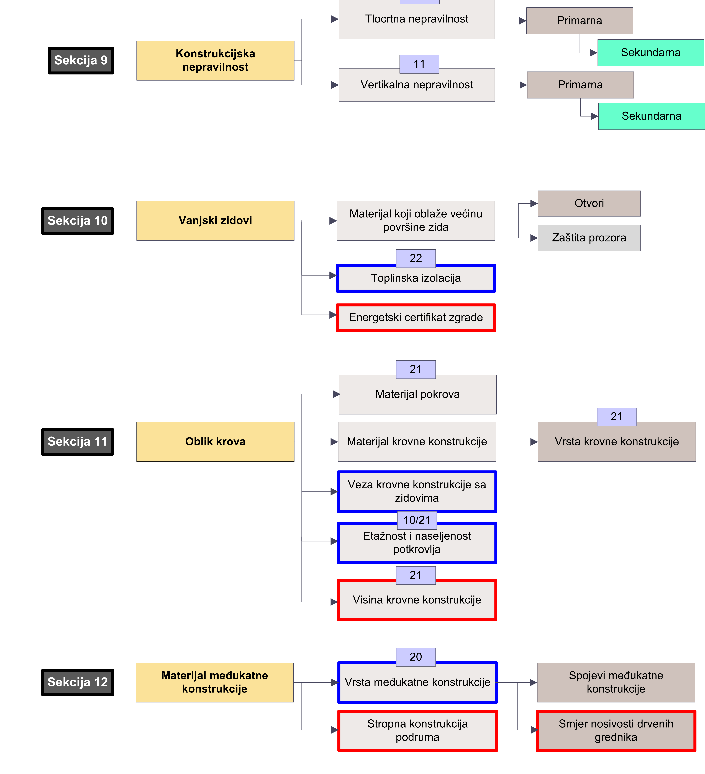 Tlocrtna nepravilnost
Primarna
Sekundarna
Sekcija 9
Konstrukcijska
nepravilnost
11
Vertikalna nepravilnost
Primarna
Sekundarna
Sekcija 10
Vanjski zidovi
Materijal koji oblaže većinu
površine zida
Otvori
Zaštita prozora
22
Toplinska izolacija
Energetski certifikat zgrade
21
Materijal pokrova
Sekcija 11
Oblik krova
Materijal krovne konstrukcije
21
Vrsta krovne konstrukcije
Veza krovne konstrukcije sa
zidovima
10/21
Etažnost i naseljenost
potkrovlja
21
Visina krovne konstrukcije
Sekcija 12
Materijal međukatne
konstrukcije
20
Vrsta međukatne konstrukcije
Spojevi međukatne
konstrukcije
Stropna konstrukcija
podruma
Smjer nosivosti drvenih
grednika